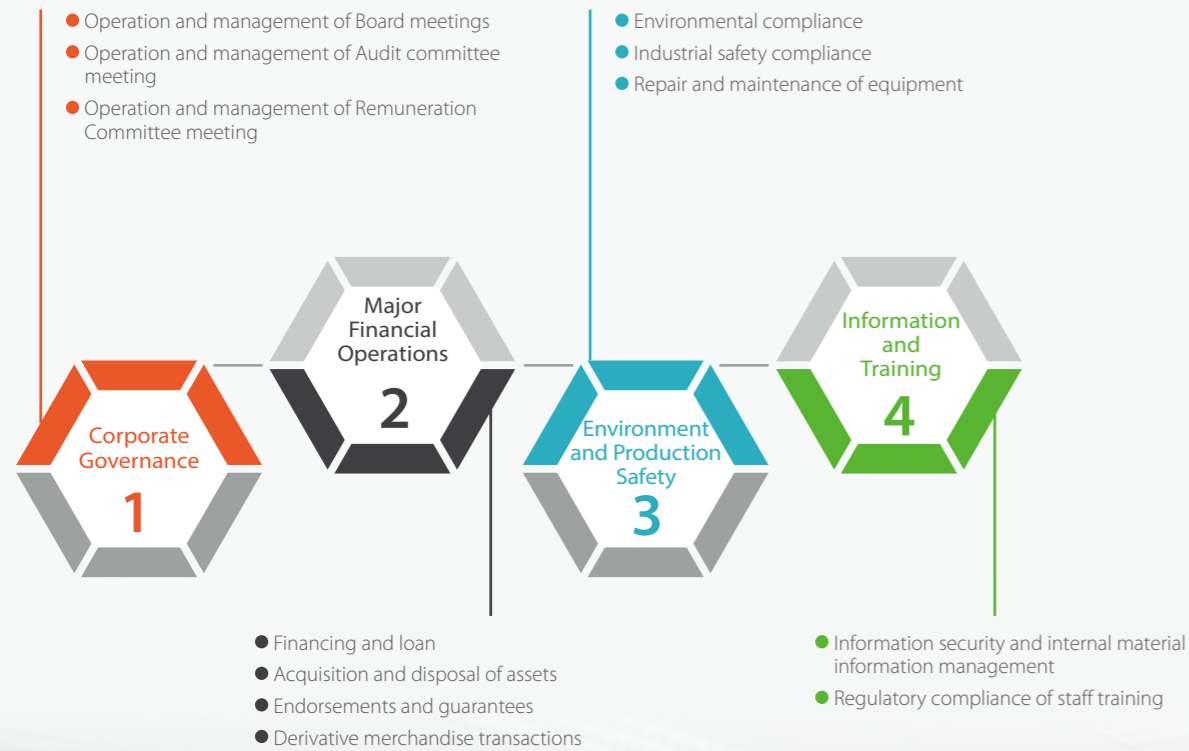 Operation and management of Board meetings
Operation and management of Audit committee
meeting
Operation and management of Remuneration
Committee meeting
Environmental compliance
Industrial safety compliance
Repair and maintenance of equipment
Corporate
Governance
1
Major
Financial
Operations
2
Environment
and Production
Safety
3
Information
and
Training
4
Financing and loan
Acquisition and disposal of assets
Endorsements and guarantees
Derivative merchandise transactions
Information security and internal material
information management
Regulatory compliance of staff training